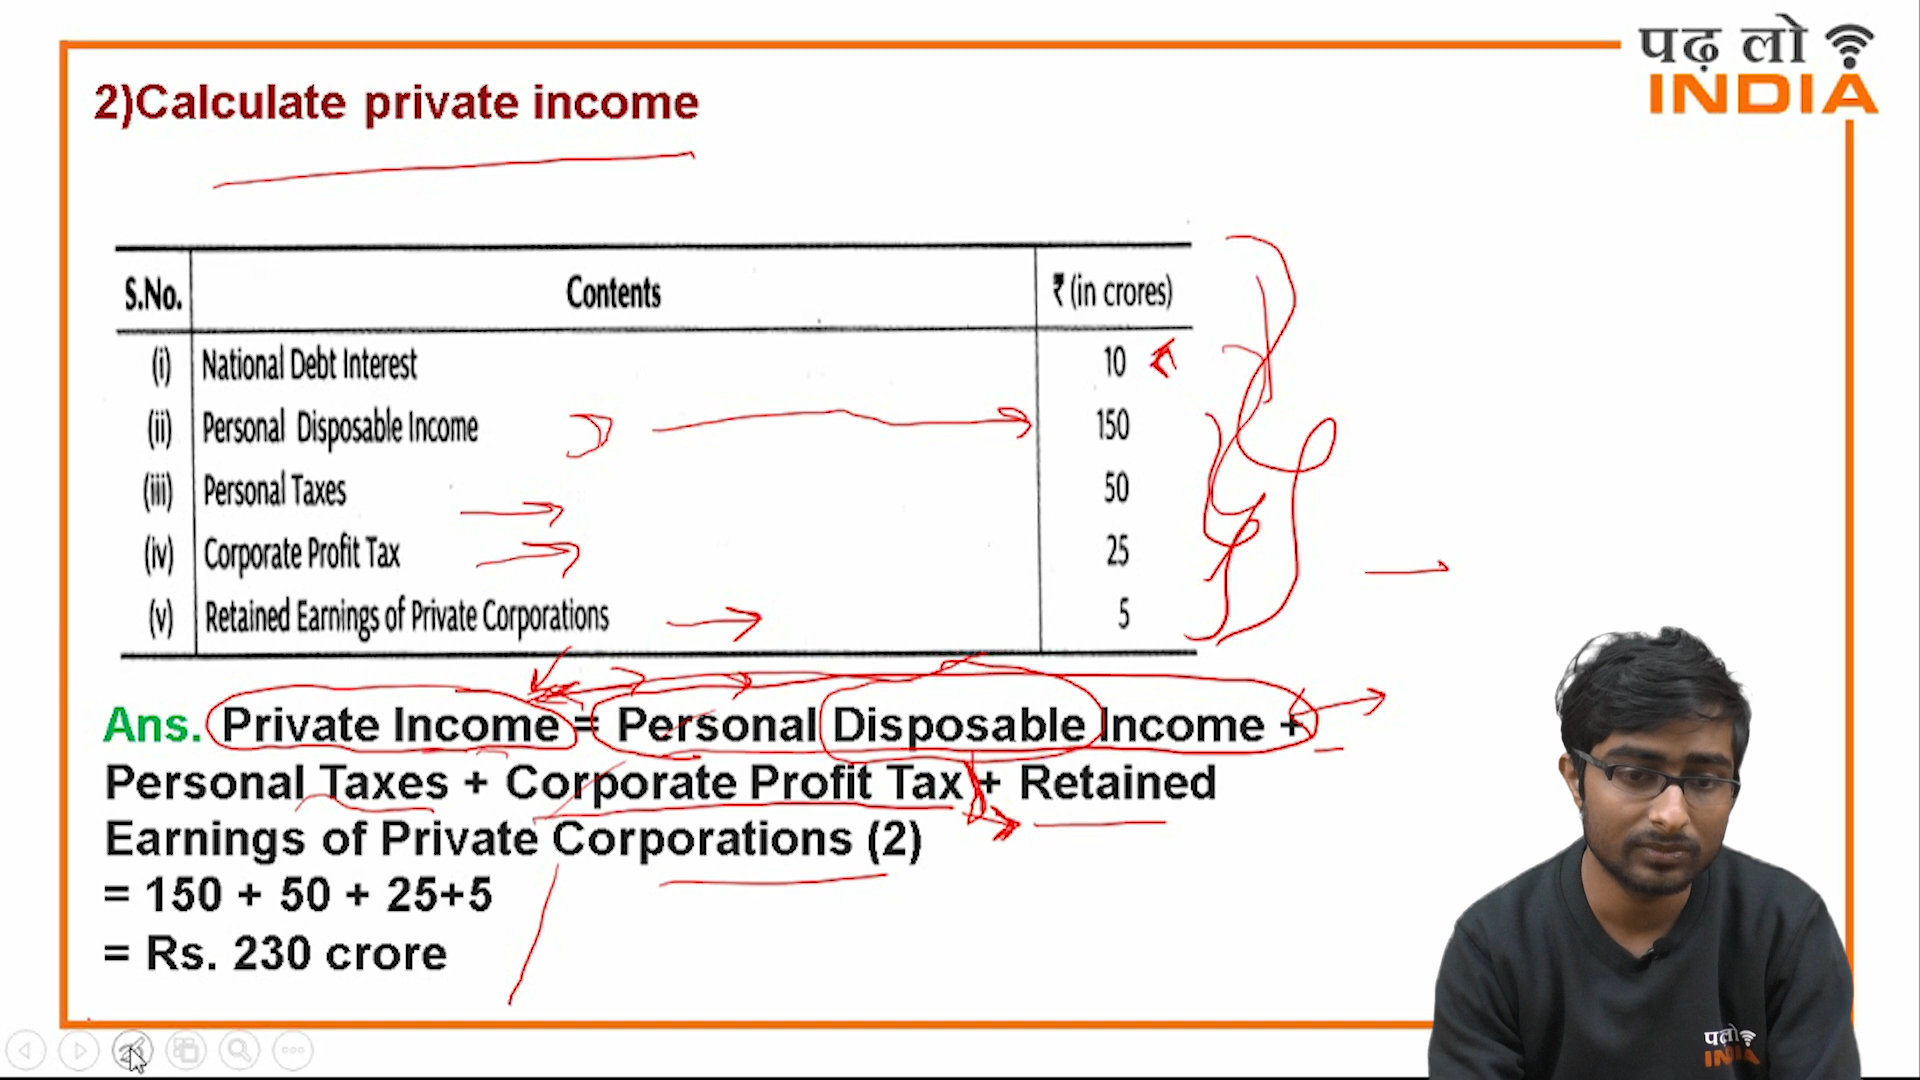 पढ़ लो
INDIA
2)Calculate private income
S.No. Contents ₹ (in crores)
(i) National Debt Interest 10
(ii) Personal Disposable Income 150
(iii) Personal Taxes 50
(iv) Corporate Profit Tax 25
(v) Retained Earnings of Private Corporations 5
Ans. Private Income = Personal Disposable Income +
Personal Taxes + Corporate Profit Tax + Retained
Earnings of Private Corporations (2)
= 150 + 50 + 25+5
= Rs. 230 crore
पढ़लो
INDIA